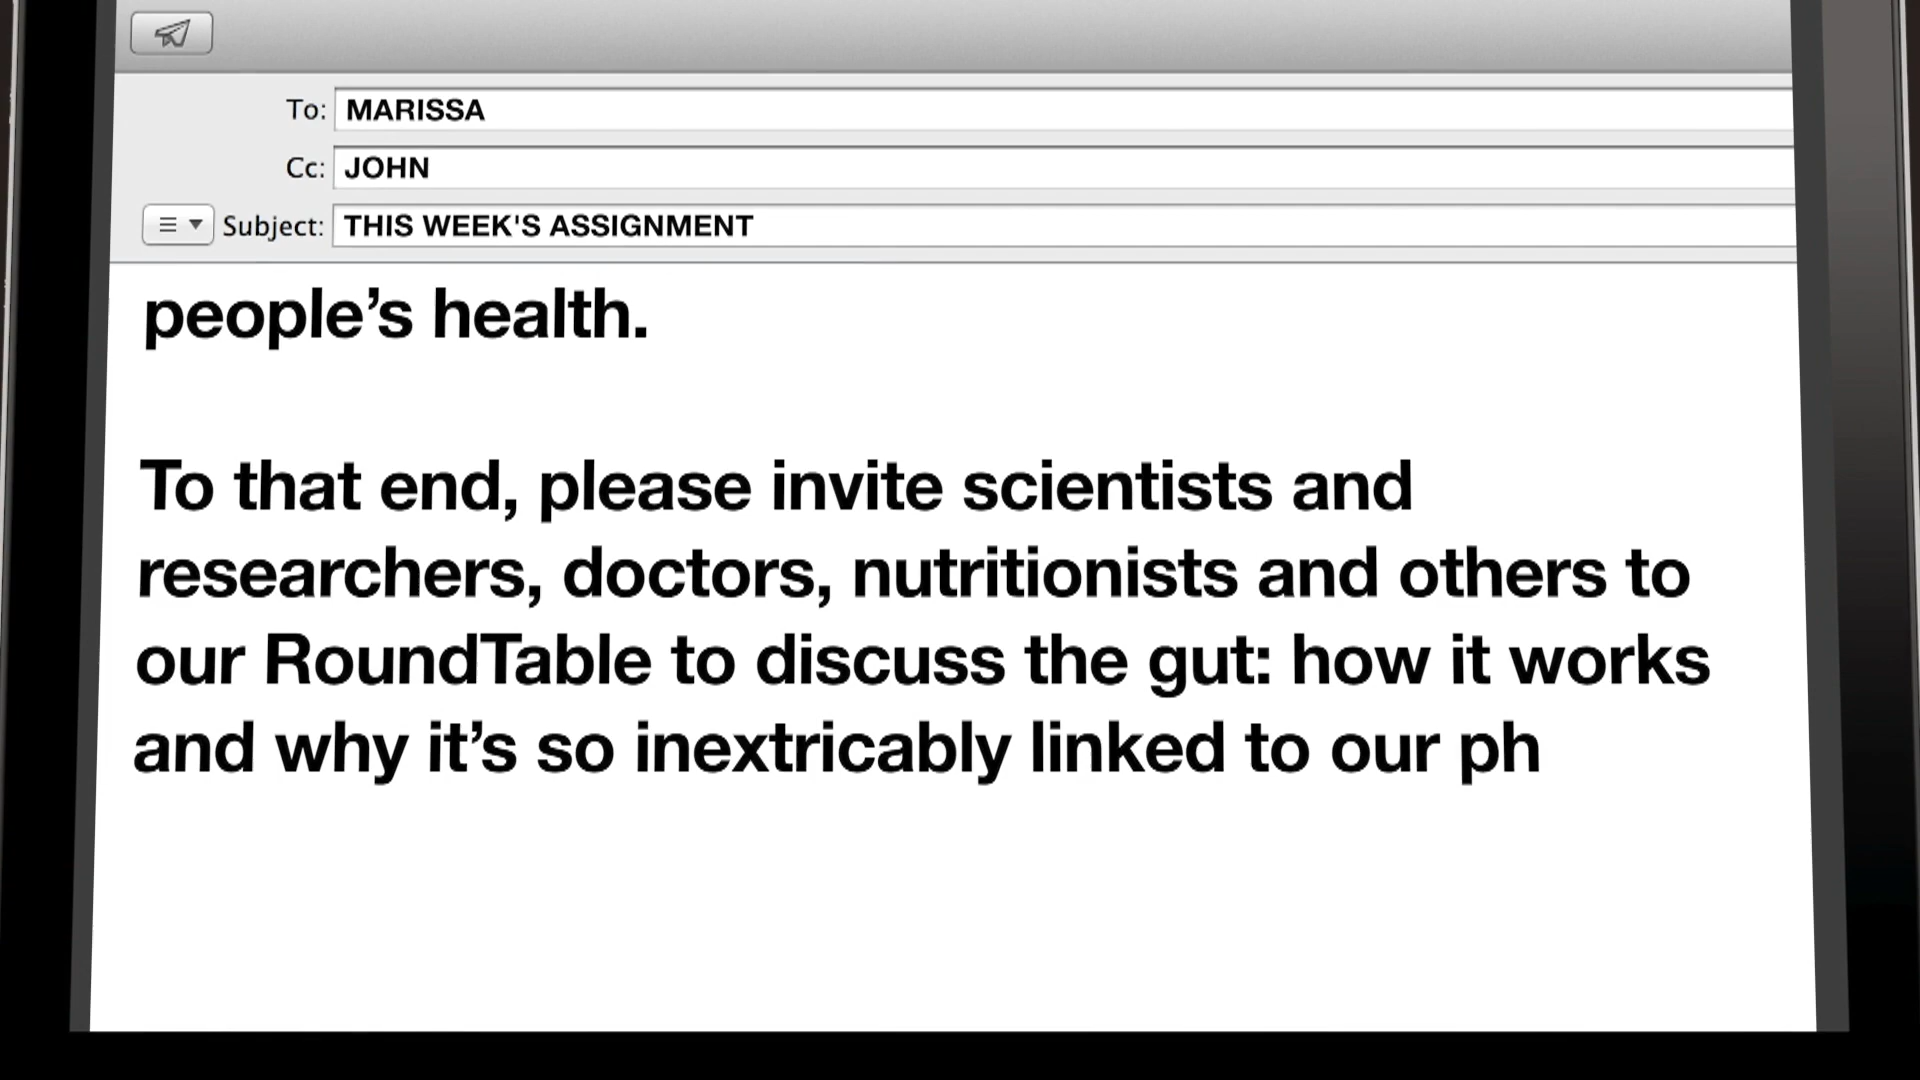 To: MARISSA
Cc: JOHN
Subject: THIS WEEK'S ASSIGNMENT
people’s health.
To that end, please invite scientists and
researchers, doctors, nutritionists and others to
our RoundTable to discuss the gut: how it works
and why it’s so inextricably linked to our ph